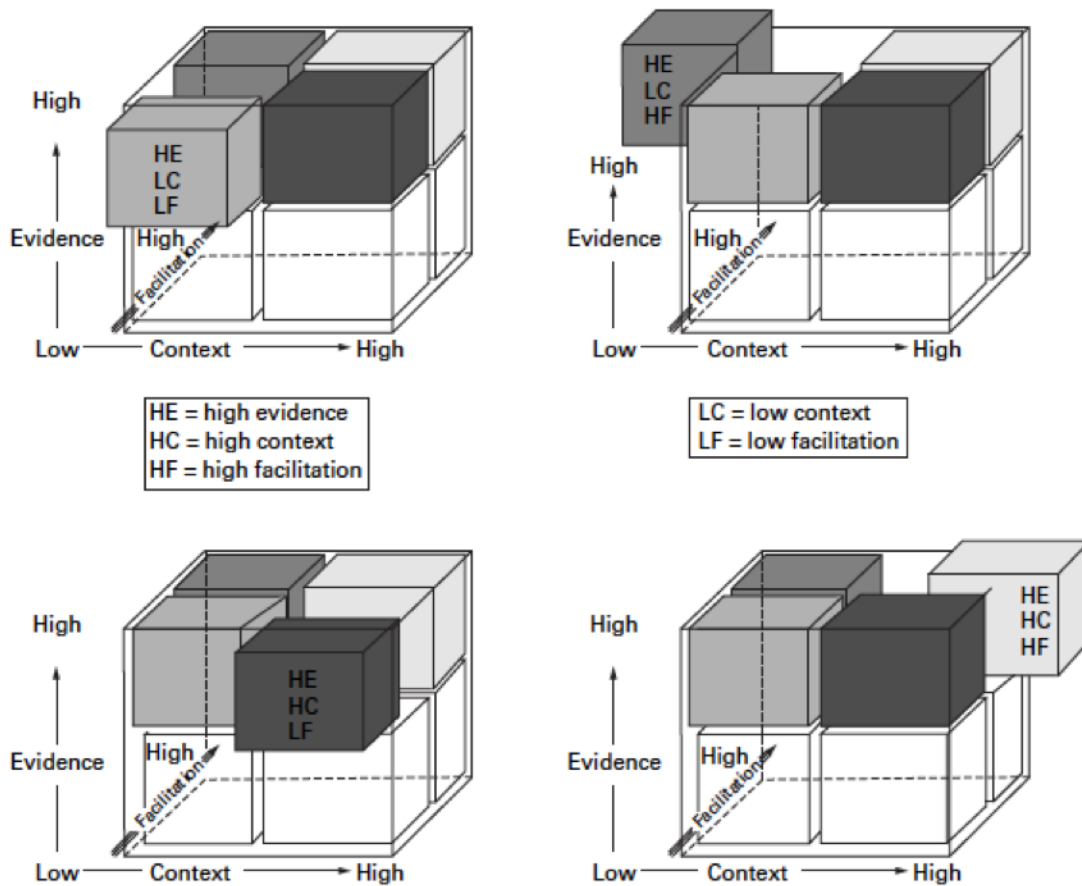 High
HE
LC
LF
Evidence
High
Facilitation
Low
Context
High
HE
LC
HF
High
Evidence
High
Facilitation
Low
Context
High
HE = high evidence
HC = high context
HF = high facilitation
LC = low context
LF = low facilitation
High
HE
HC
LF
High
Evidence
Facilitation
Low
Context
High
High
HE
HC
HF
High
Evidence
Facilitation
Low
Context
High